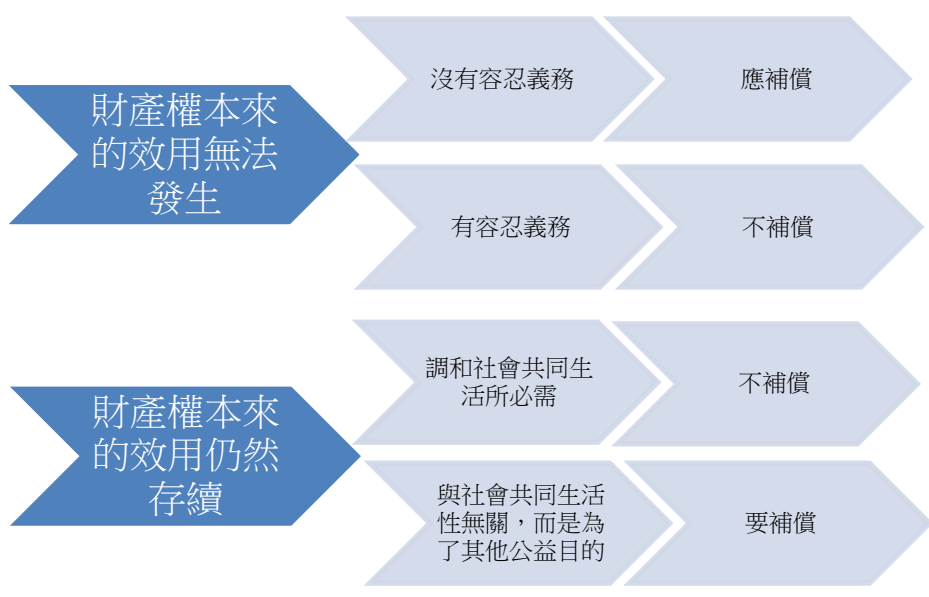 財產權本來
的效用無法
發生
沒有容忍義務
應補償
有容忍義務
不補償
財產權本來
的效用仍然
存續
調和社會共同生
活所必需
不補償
與社會共同生活
性無關，而是為
了其他公益目的
要補償